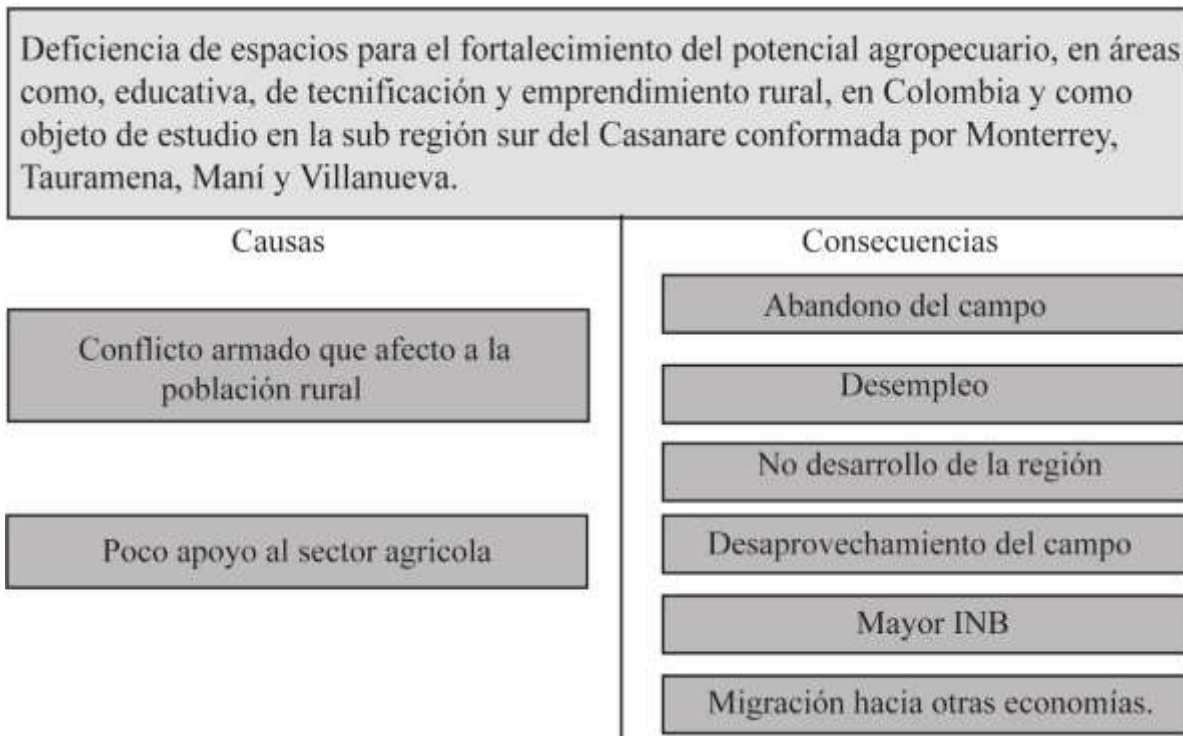 Deficiencia de espacios para el fortalecimiento del potencial agropecuario, en áreas
como, educativa, de tecnificación y emprendimiento rural, en Colombia y como
objeto de estudio en la sub región sur del Casanare conformada por Monterrey,
Tauramena, Maní y Villanueva.
Causas
Conflicto armado que afecto a la
población rural
Poco apoyo al sector agricola
Consecuencias
Abandono del campo
Desempleo
No desarrollo de la región
Desaprovechamiento del campo
Mayor INB
Migración hacia otras economías.